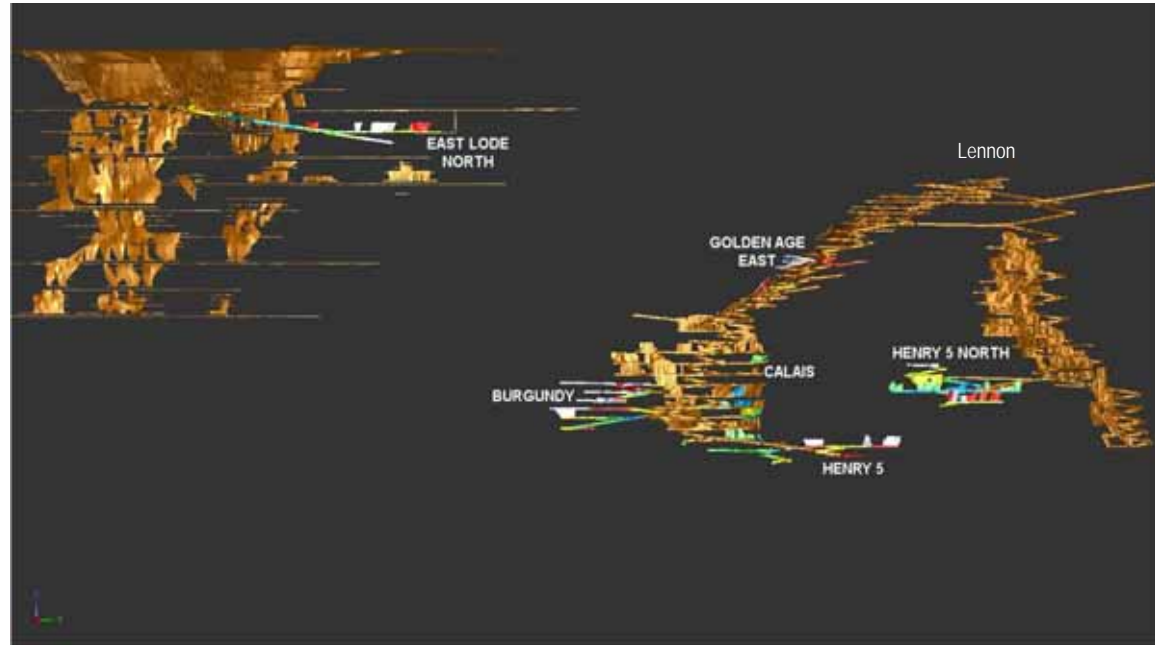 EAST LODE
NORTH
Lennon
GOLDEN AGE
EAST
HENRY 5 NORTH
CALAIS
BURGUNDY
HENRY 5